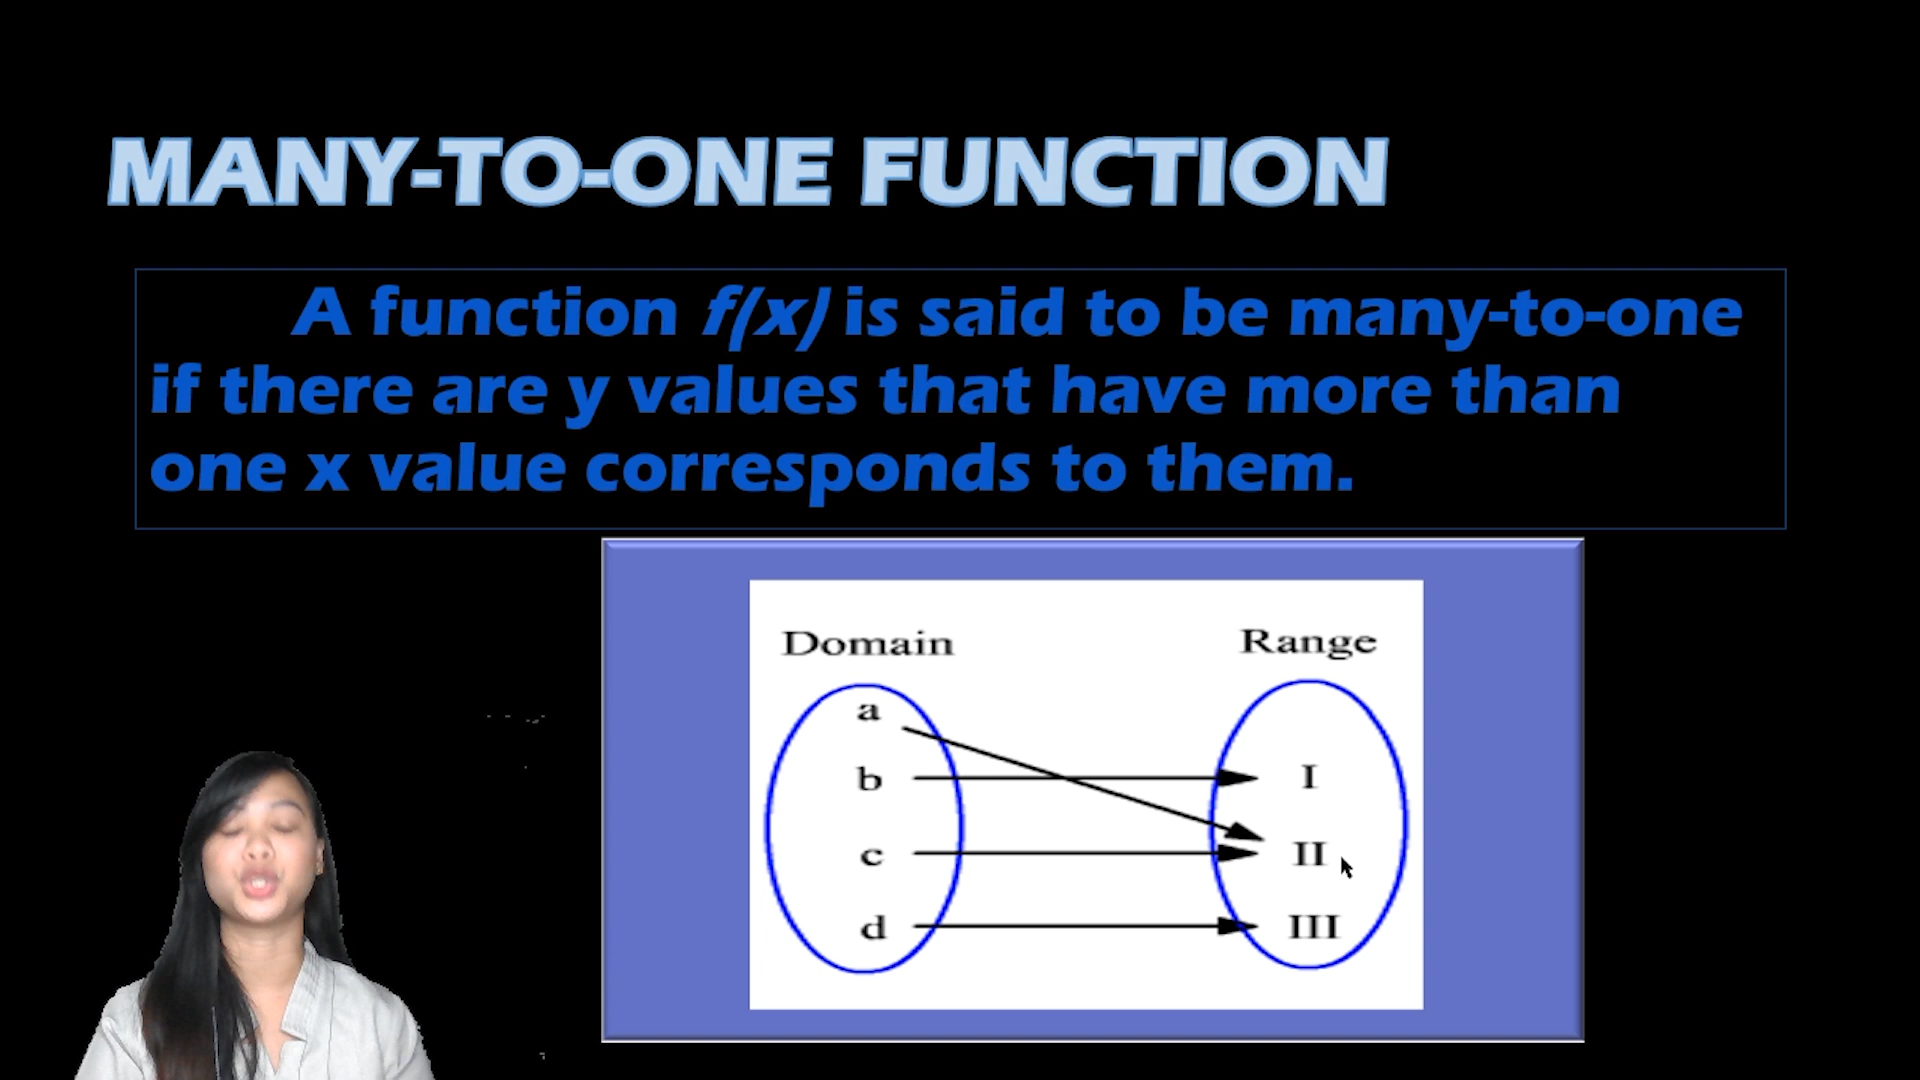 MANY-TO-ONE FUNCTION
A function f(x) is said to be many-to-one
if there are y values that have more than
one x value corresponds to them.
Domain Range
a
b I
c II
d III